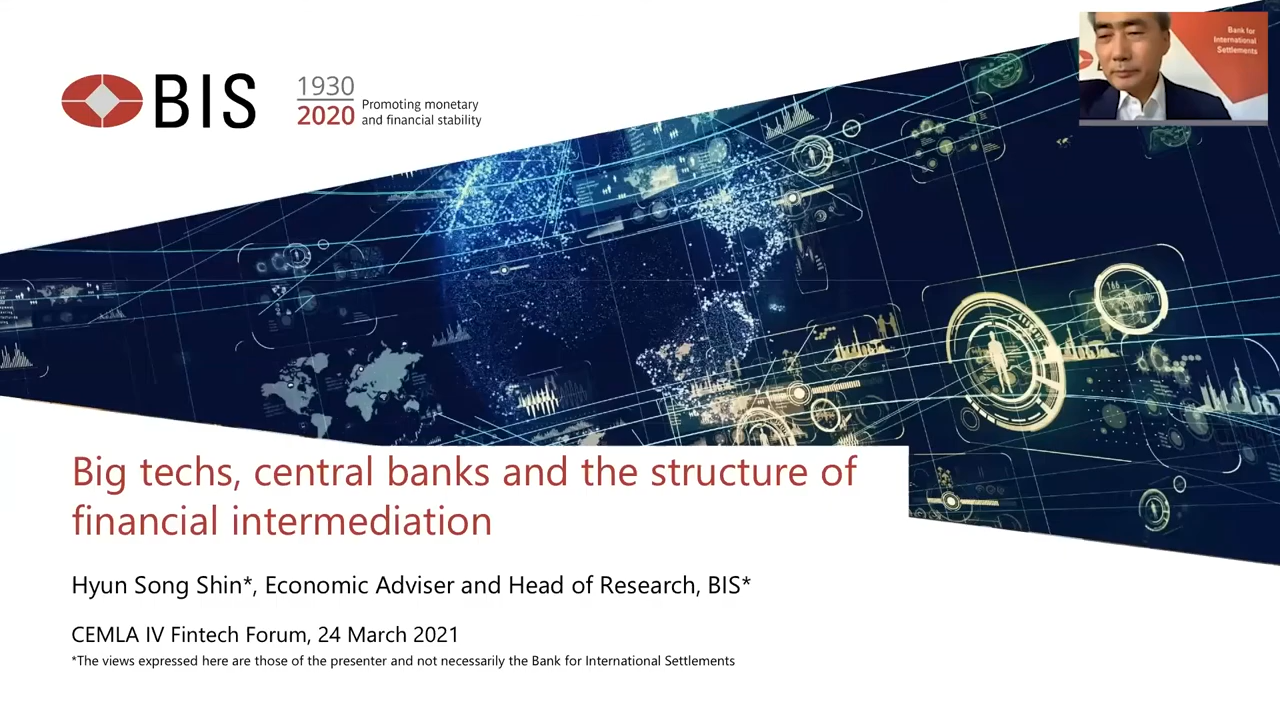 BIS
1930
2020
Promoting monetary
and financial stability
Bank for
International
Settlements
166
Big techs, central banks and the structure of
financial intermediation
Hyun Song Shin*, Economic Adviser and Head of Research, BIS*
CEMLA IV Fintech Forum, 24 March 2021
*The views expressed here are those of the presenter and not necessarily the Bank for International Settlements